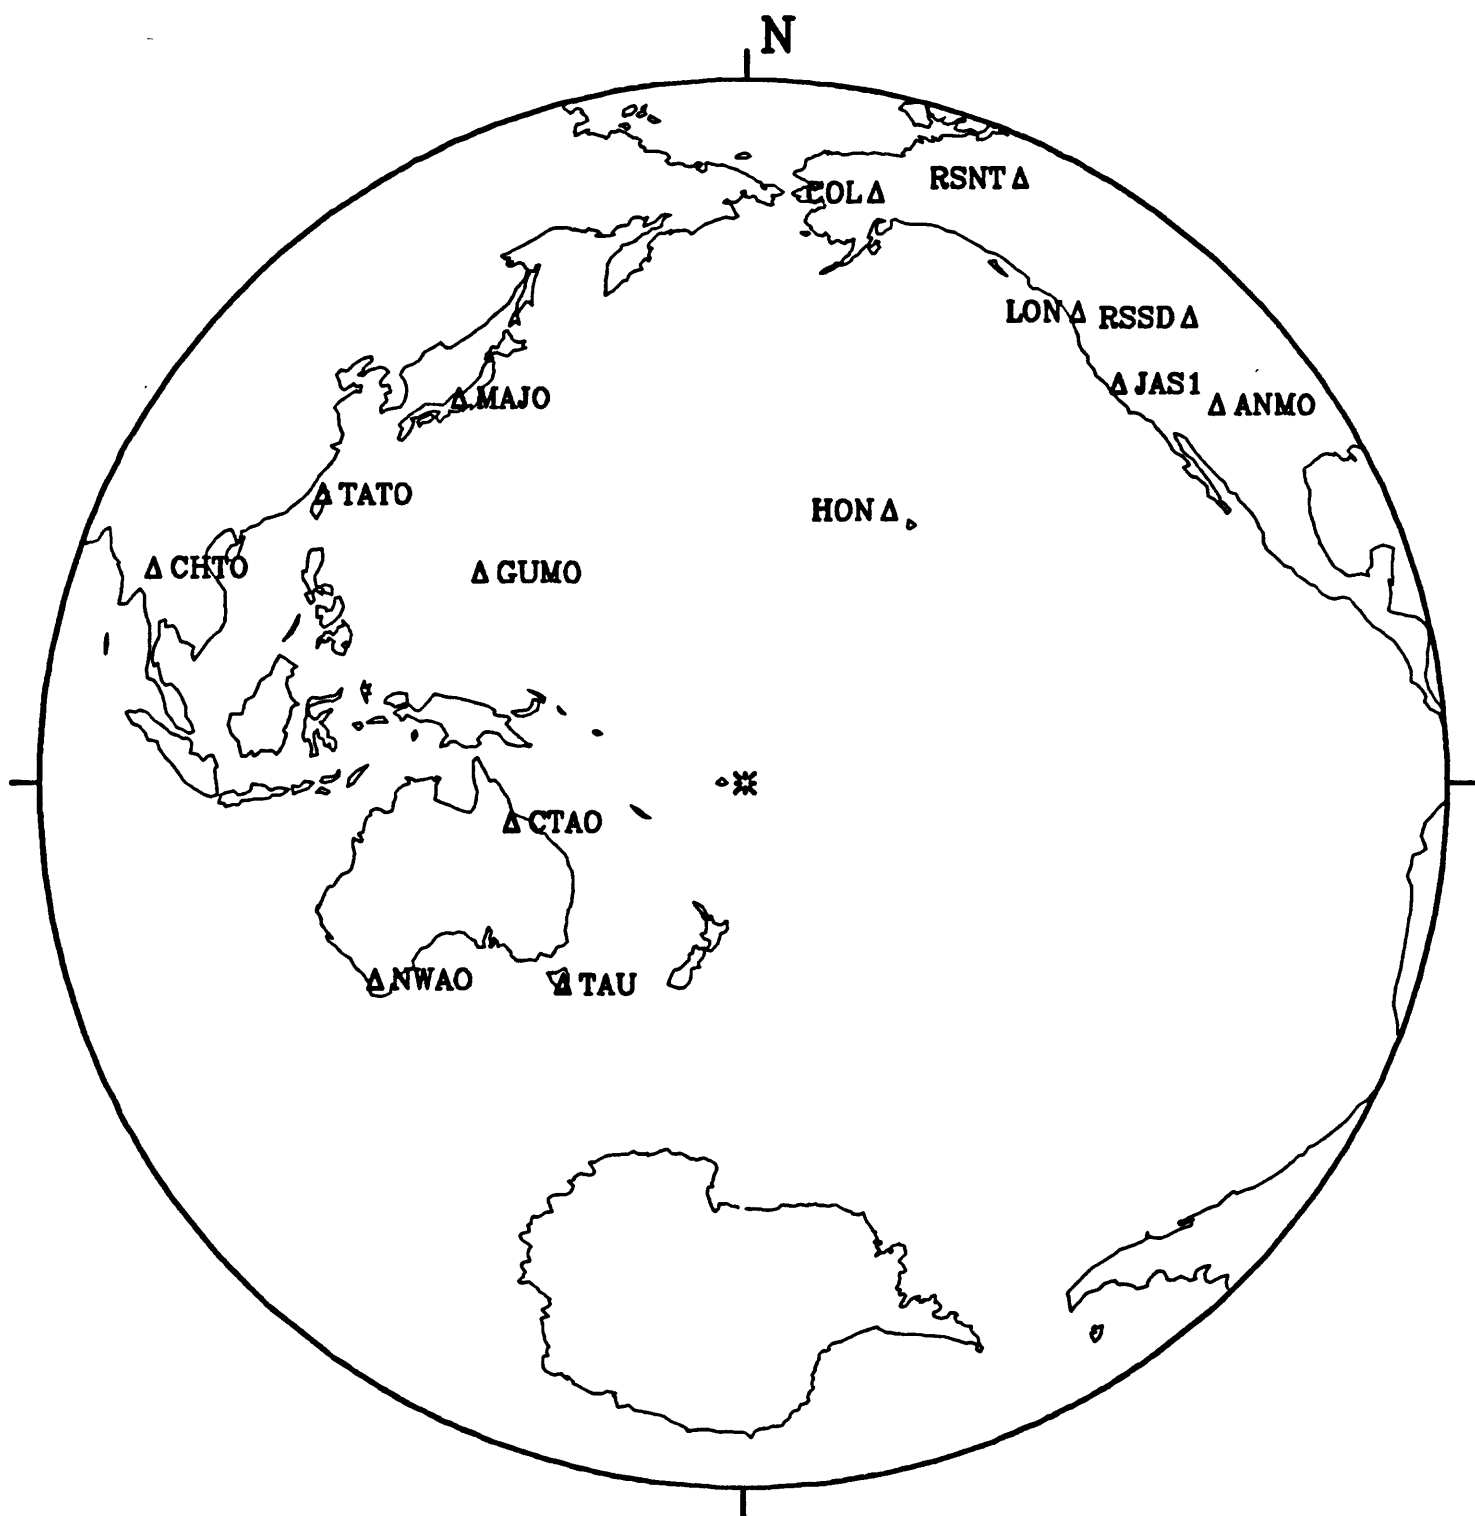 N
RSNT
COL
LON
RSSD
JAS1
MAJO
ANMO
TATO
HON
CHTO
GUMO
CTAO
NWAO
TAU